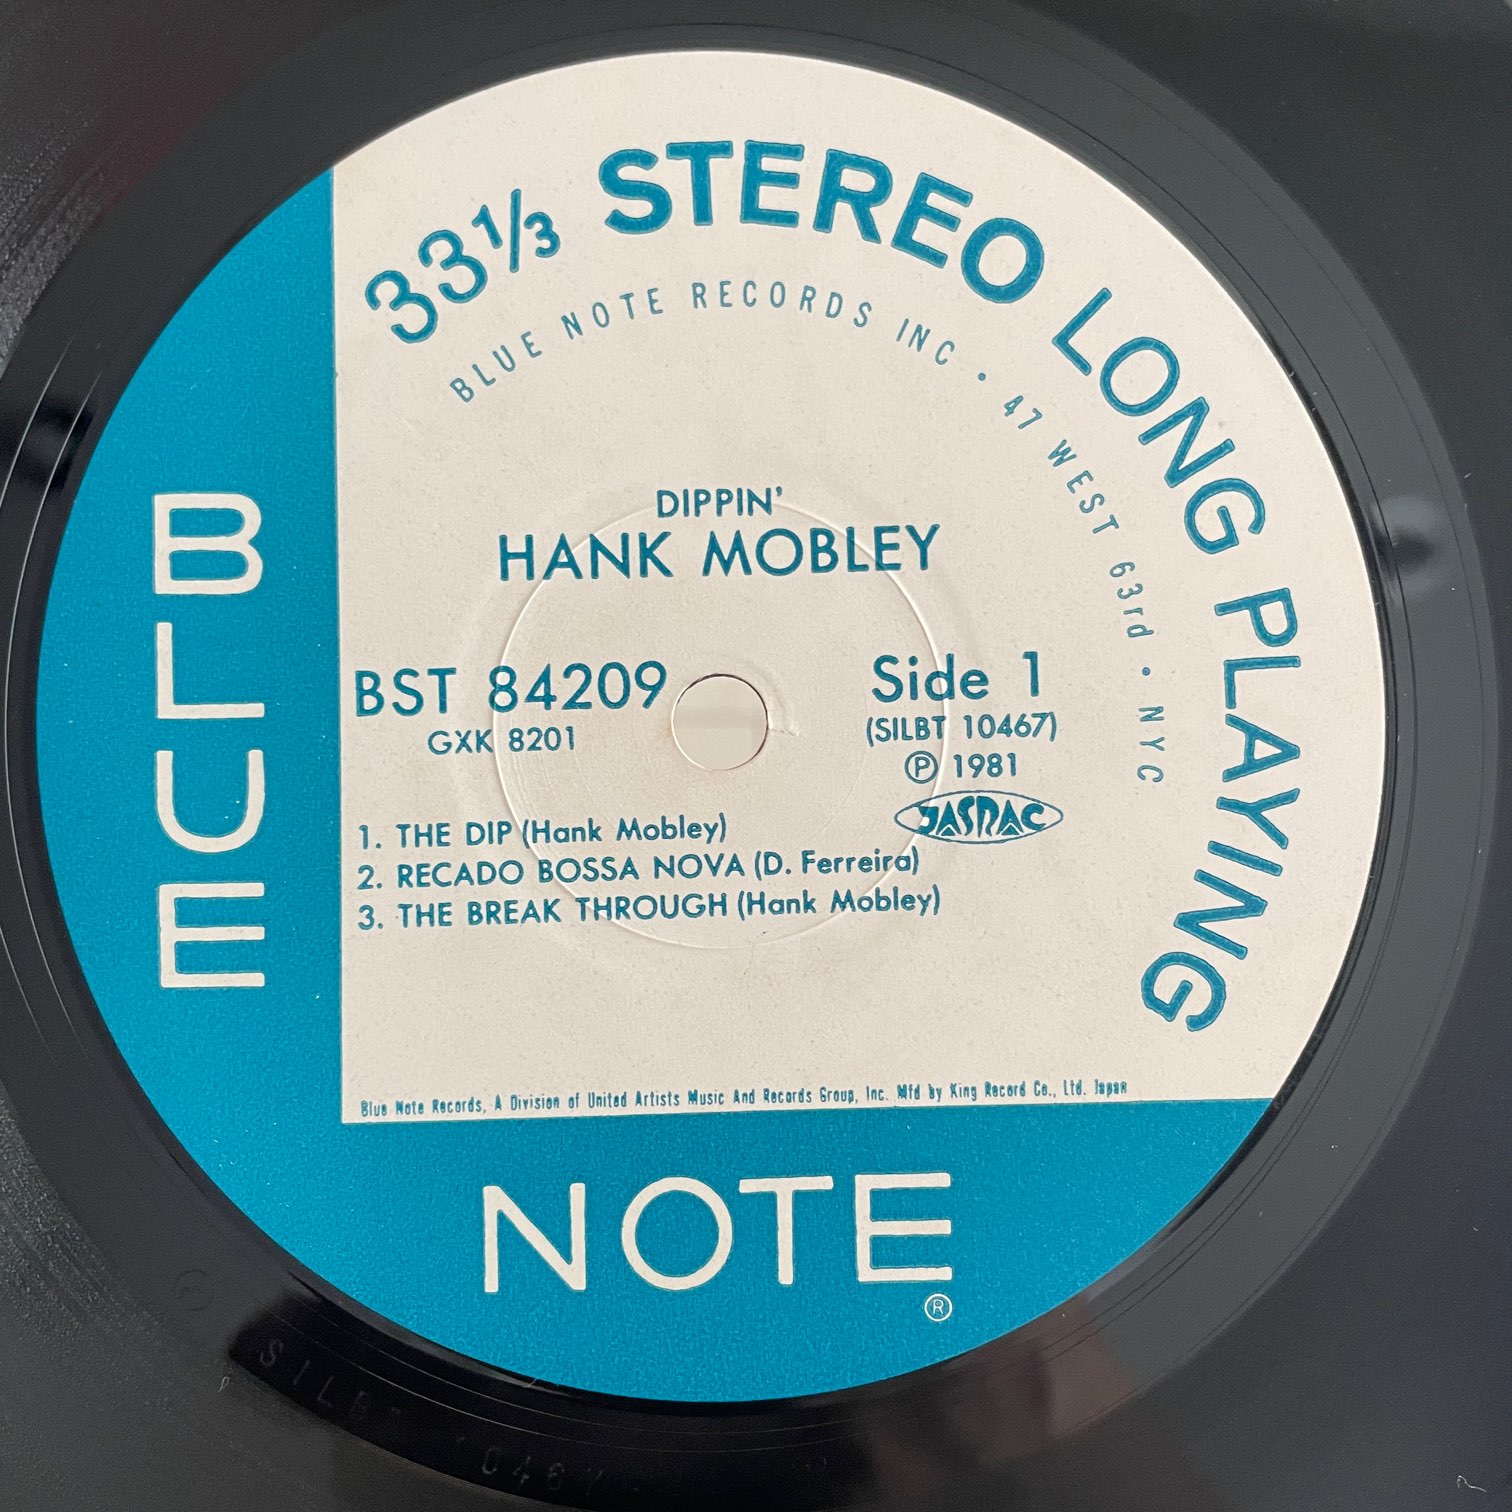 33⅓ STEREO LONG PLAYING
BLUE NOTE RECORDS INC • 47 WEST 63rd • NYC
DIPPIN'
HANK MOBLEY
BST 84209
GXK 8201
Side 1
(SILBT 10467)
Ⓟ 1981
JASRAC
1. THE DIP (Hank Mobley)
2. RECADO BOSSA NOVA (D. Ferreira)
3. THE BREAK THROUGH (Hank Mobley)
Blue Note Records, A Division of United Artists Music And Records Group, Inc. Mfd by King Record Co., Ltd. Japan
BLUE
NOTE
®
SILBT 10467